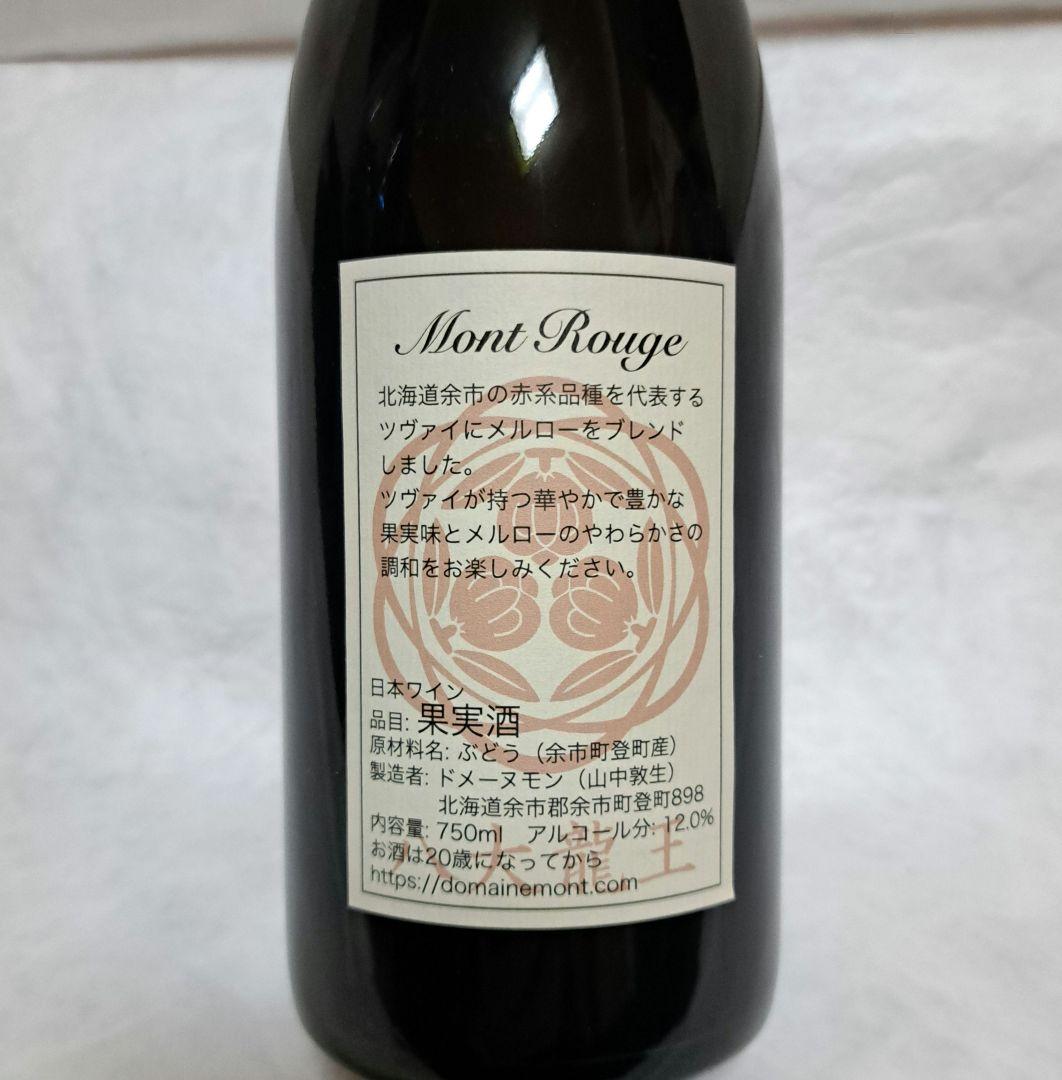 Mont Rouge
北海道余市の赤系品種を代表する
ツヴァイにメルローをブレンド
しました。
ツヴァイが持つ華やかで豊かな
果実味とメルローのやわらかさの
調和をお楽しみください。
日本ワイン
品目: 果実酒
原材料名: ぶどう（余市町登町産）
製造者: ドメーヌモン（山中敦生）
北海道余市郡余市町登町898
内容量: 750ml アルコール分: 12.0%
お酒は20歳になってから
https://domainemont.com
八大龍王